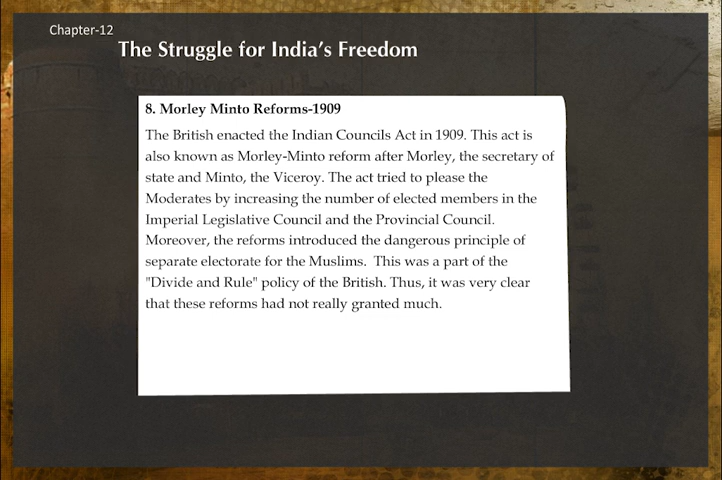 Chapter-12
The Struggle for India's Freedom
8. Morley Minto Reforms-1909
The British enacted the Indian Councils Act in 1909. This act is
also known as Morley-Minto reform after Morley, the secretary of
state and Minto, the Viceroy. The act tried to please the
Moderates by increasing the number of elected members in the
Imperial Legislative Council and the Provincial Council.
Moreover, the reforms introduced the dangerous principle of
separate electorate for the Muslims.  This was a part of the
"Divide and Rule" policy of the British. Thus, it was very clear
that these reforms had not really granted much.